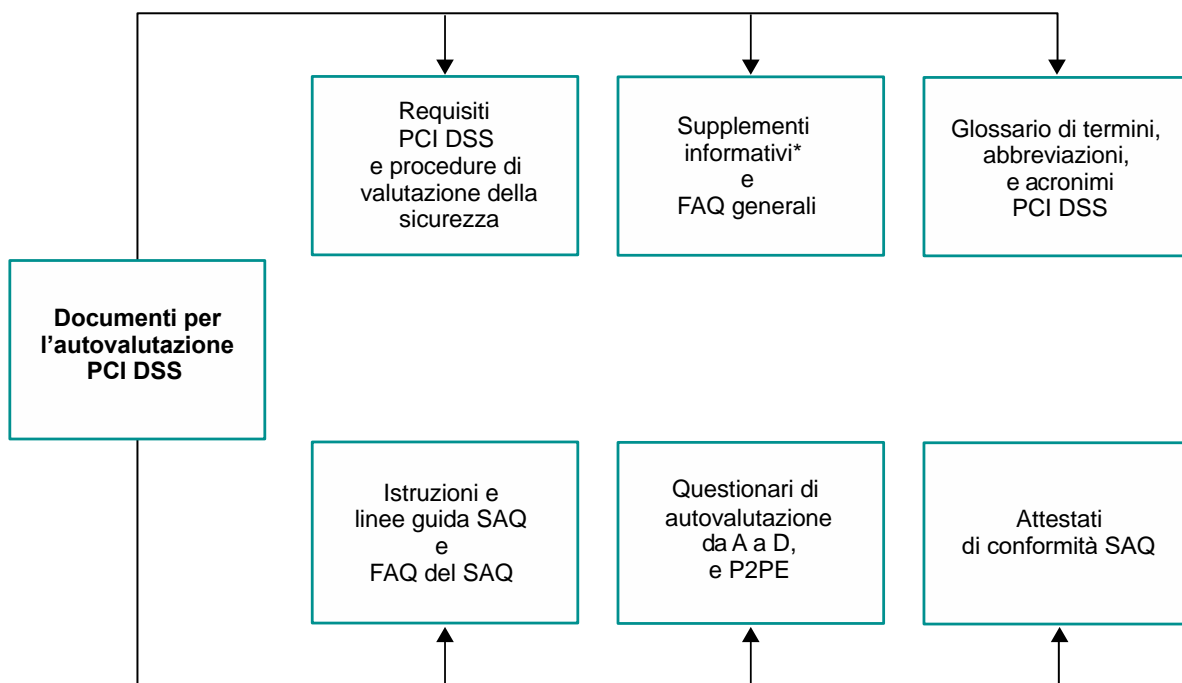 Requisiti
PCI DSS
e procedure di
valutazione della
sicurezza
Supplementi
informativi*
e
FAQ generali
Glossario di termini,
abbreviazioni,
e acronimi
PCI DSS
Documenti per
l'autovalutazione
PCI DSS
Istruzioni e
linee guida SAQ
e
FAQ del SAQ
Questionari di
autovalutazione
da A a D,
e P2PE
Attestati
di conformità SAQ